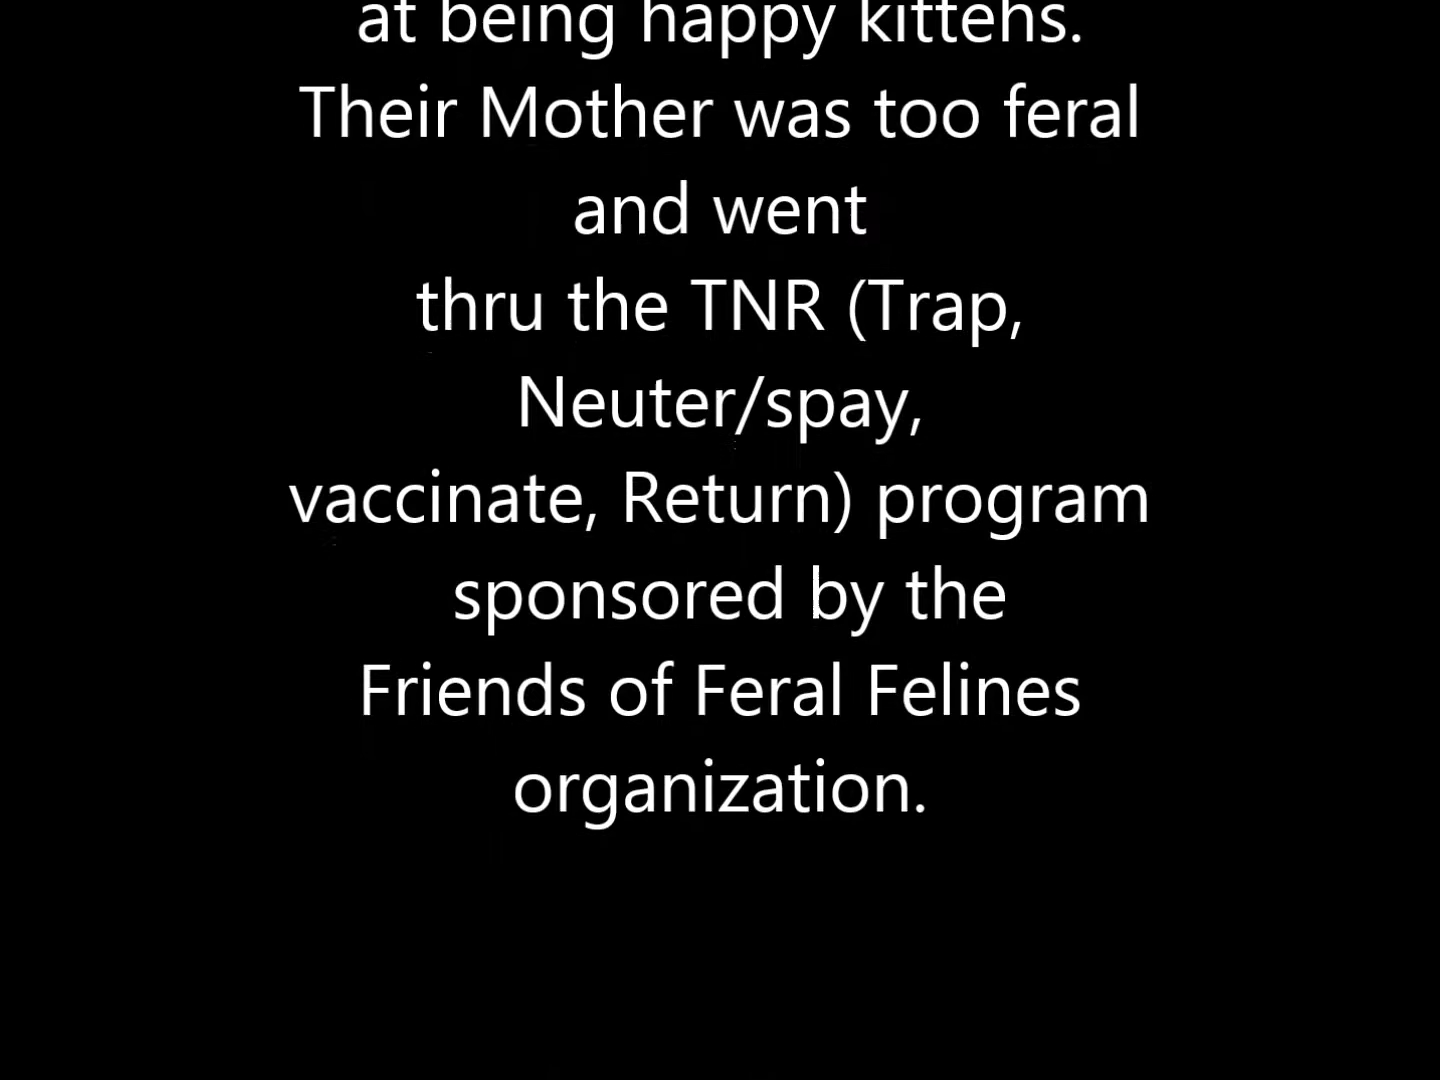 at being happy kittehs.
Their Mother was too feral
and went
thru the TNR (Trap,
Neuter/spay,
vaccinate, Return) program
sponsored by the
Friends of Feral Felines
organization.